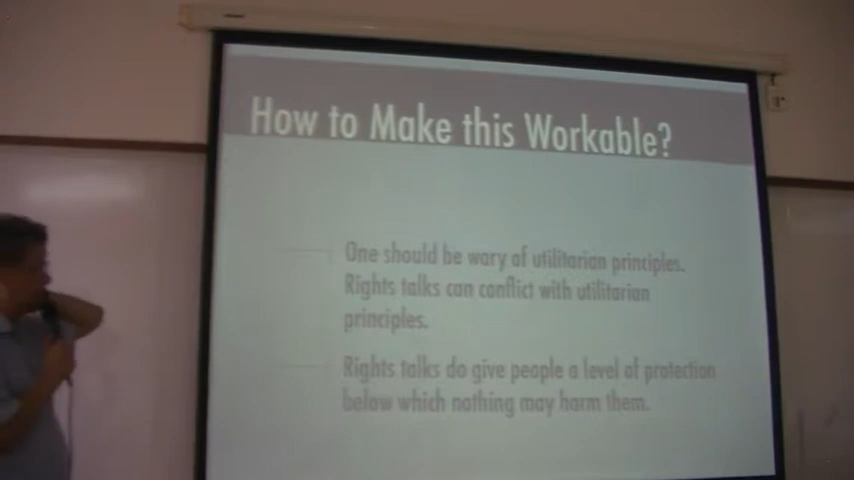 How to Make this Workable?
One should be wary of utilitarian principles.
Rights talks can conflict with utilitarian
principles.
Rights talks do give people a level of protection
below which nothing may harm them.